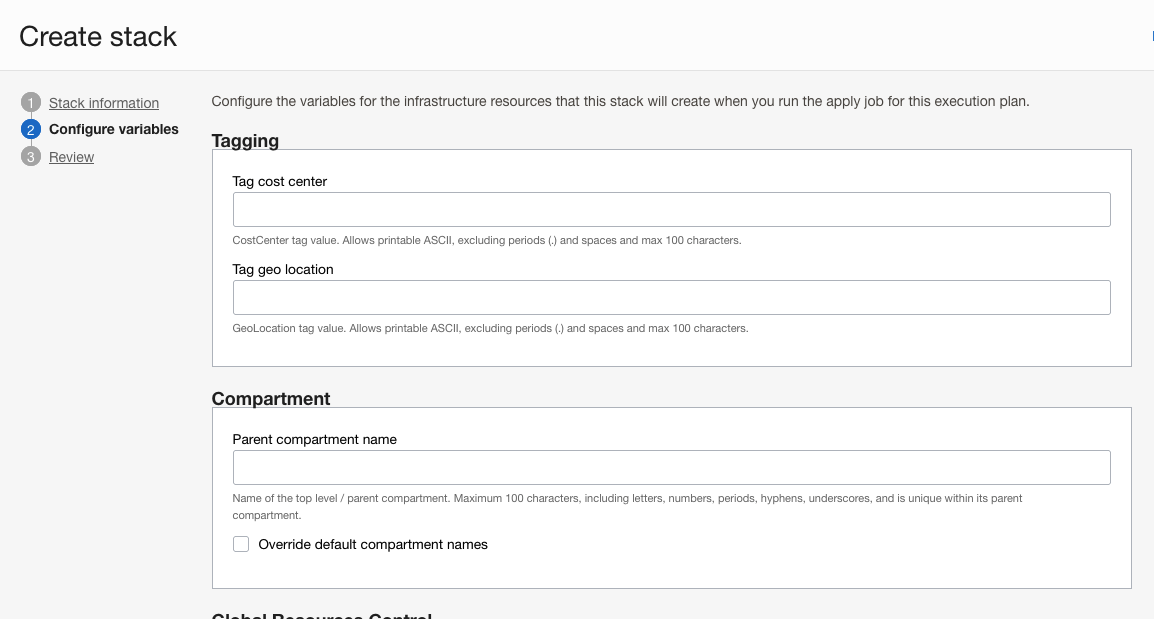 Create stack
1 Stack information
2 Configure variables
3 Review
Configure the variables for the infrastructure resources that this stack will create when you run the apply job for this execution plan.
Tagging
Tag cost center
CostCenter tag value. Allows printable ASCII, excluding periods (.) and spaces and max 100 characters.
Tag geo location
GeoLocation tag value. Allows printable ASCII, excluding periods (.) and spaces and max 100 characters.
Compartment
Parent compartment name
Name of the top level / parent compartment. Maximum 100 characters, including letters, numbers, periods, hyphens, underscores, and is unique within its parent
compartment.
Override default compartment names
Global Resources Control